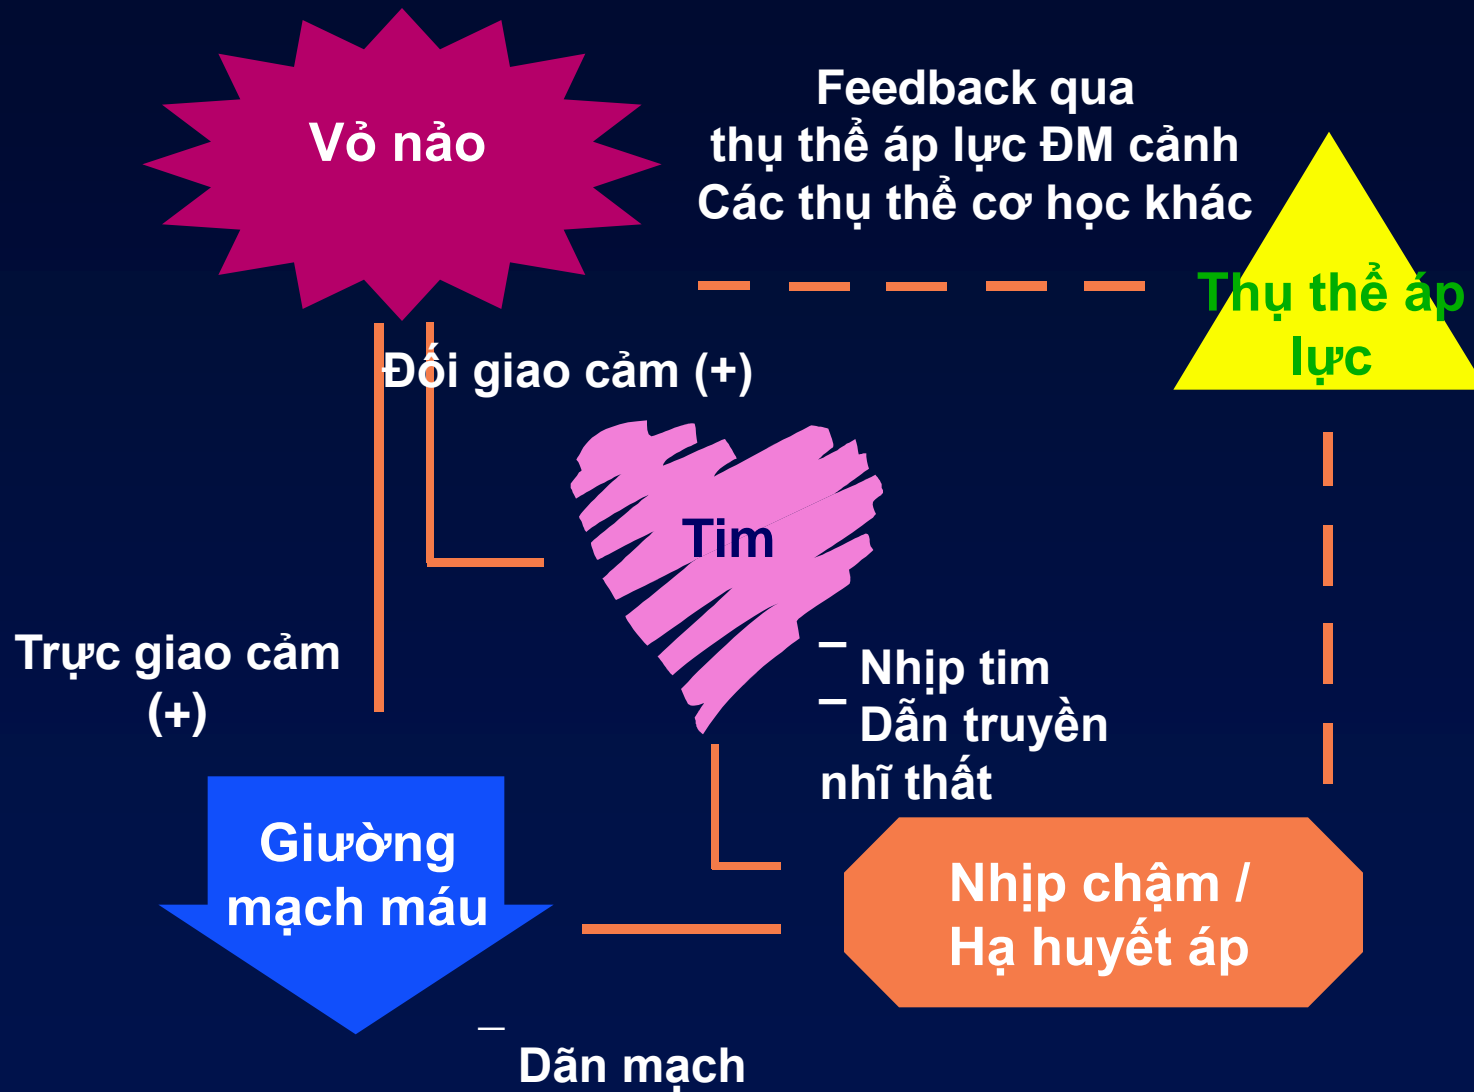 Vỏ nảo
Feedback qua
thụ thể áp lực ĐM cảnh
Các thụ thể cơ học khác
Thụ thể áp
lực
Đối giao cảm (+)
Tim
Trực giao cảm
(+)
– Nhịp tim
– Dẫn truyền
nhĩ thất
Giường
mạch máu
Nhịp chậm /
Hạ huyết áp
– Dãn mạch